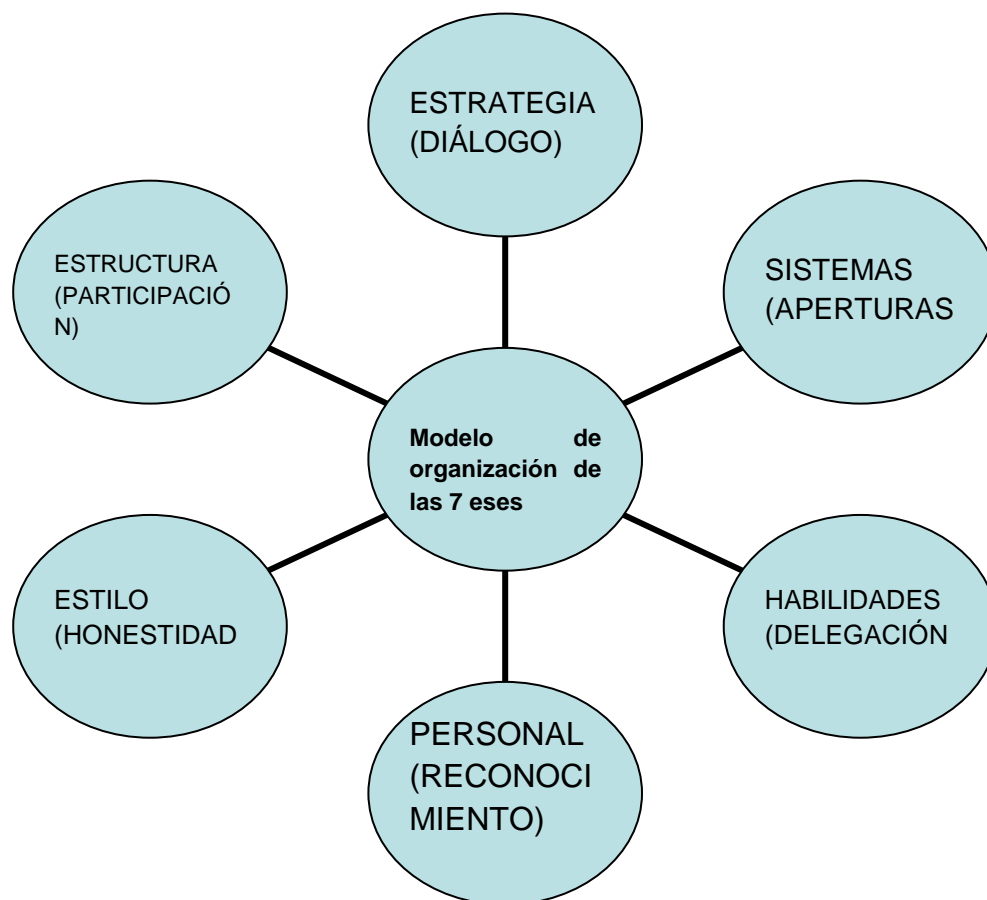 ESTRATEGIA
(DIÁLOGO)
ESTRUCTURA
(PARTICIPACIÓ
N)
SISTEMAS
(APERTURAS
Modelo de
organización de
las 7 eses
ESTILO
(HONESTIDAD
HABILIDADES
(DELEGACIÓN
PERSONAL
(RECONOCI
MIENTO)